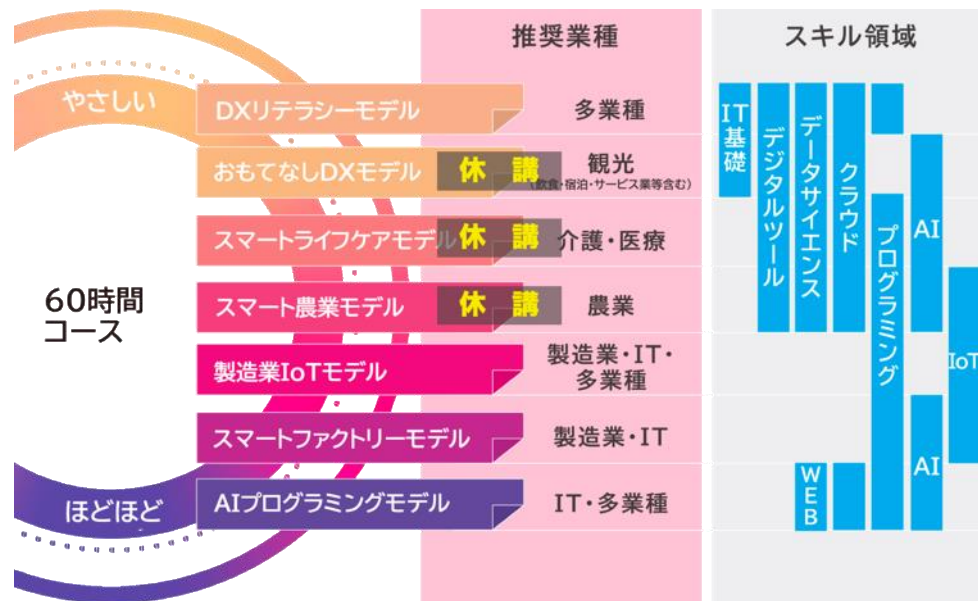 推奨業種
スキル領域
やさしい
60時間
コース
ほどほど
DXリテラシーモデル
多業種
おもてなしDXモデル
休 講
観光
(飲食・宿泊・サービス業等含む)
スマートライフケアモデル
休 講
介護・医療
スマート農業モデル
休 講
農業
製造業IoTモデル
製造業・IT・
多業種
スマートファクトリーモデル
製造業・IT
AIプログラミングモデル
IT・多業種
IT基礎
デジタルツール
データサイエンス
クラウド
プログラミング
AI
IoT
AI
WEB